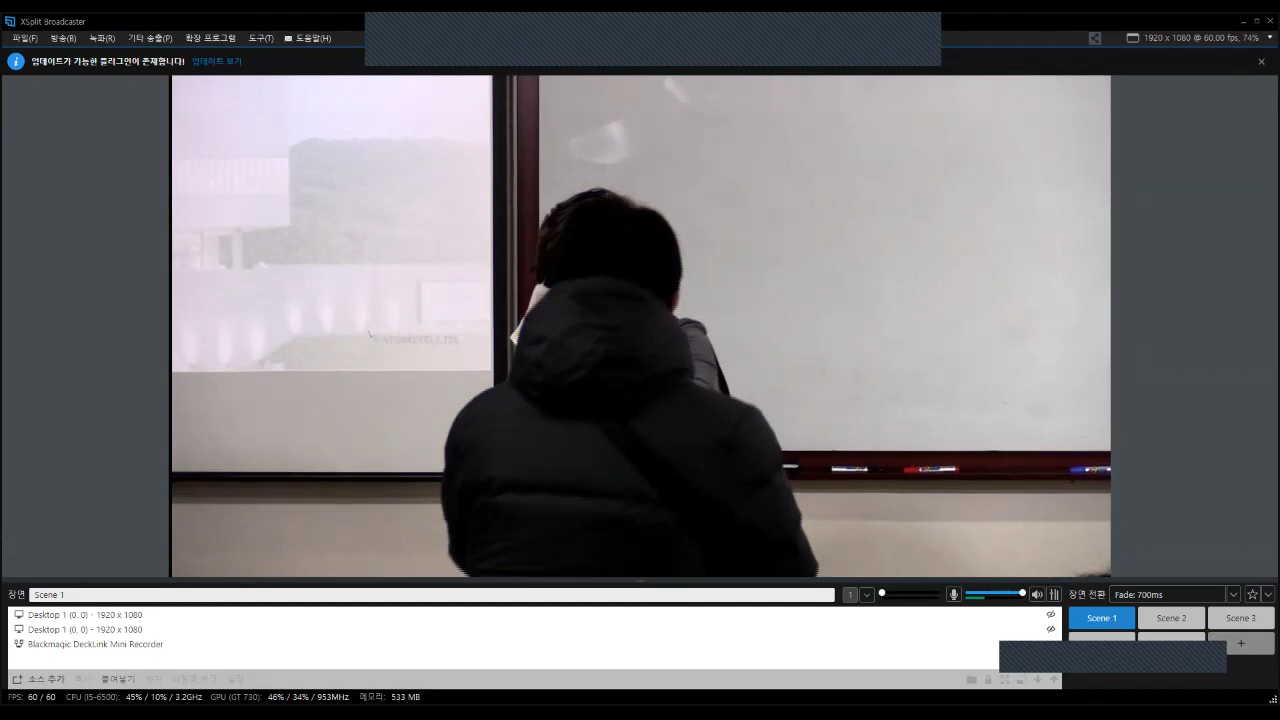 XSplit Broadcaster
파일(F) 방송(B) 녹화(R) 기타 송출(P) 확장 프로그램 도구(T) 도움말(H) 1920 x 1080 @ 60.00 fps, 74%
업데이트가 가능한 플러그인이 존재합니다! 업데이트 보기
장면 Scene 1 1 장면 전환 Fade: 700ms
Desktop 1 (0, 0) - 1920 x 1080
Desktop 1 (0, 0) - 1920 x 1080
Blackmagic DeckLink Mini Recorder
Scene 1 Scene 2 Scene 3
소스 추가 복사 붙여넣기 설정
FPS: 60 / 60 CPU (I5-6500): 45% / 10% / 3.2GHz GPU (GT 730): 46% / 34% / 953MHz 메모리: 533 MB